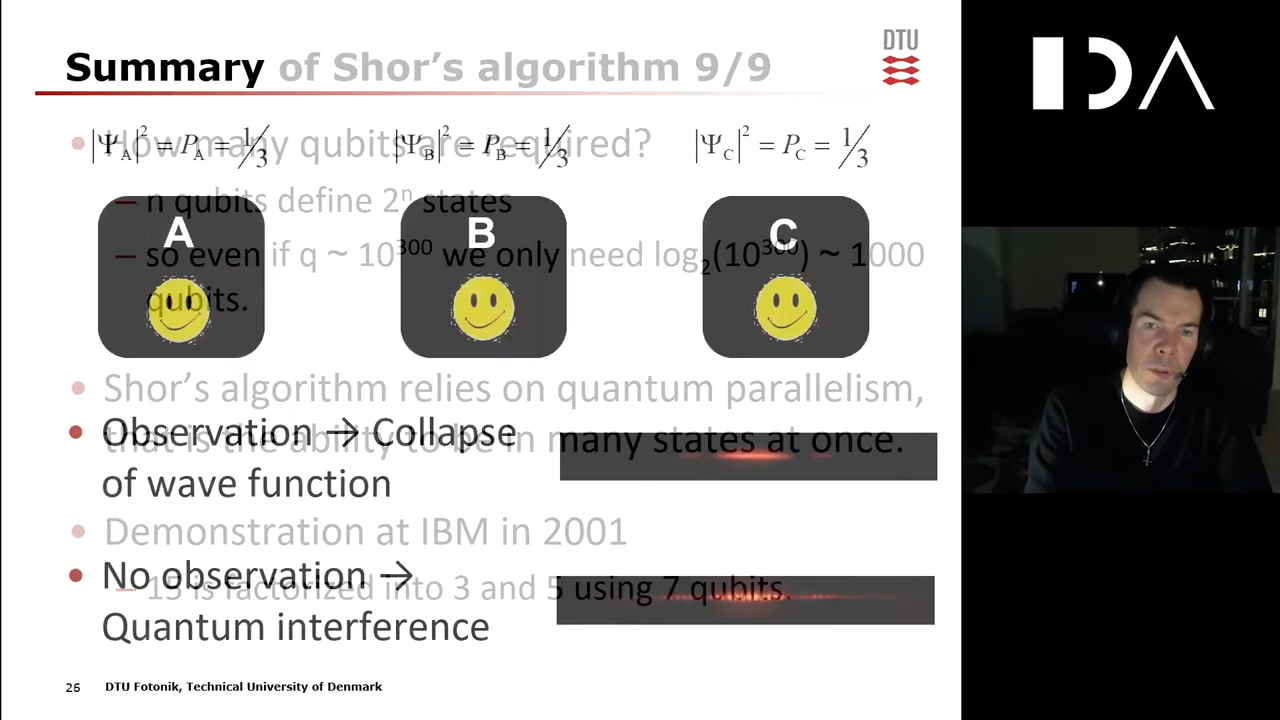 Summary of Shor's algorithm 9/9
DTU
IDA
• How many qubits are required?
|Ψ_A|² = P_A = 1/3
|Ψ_B|² = P_B = 1/3
|Ψ_C|² = P_C = 1/3
– n qubits define 2ⁿ states
A
B
C
– so even if q ~ 10³⁰⁰ we only need log₂(10³⁰⁰) ~ 1000
qubits.
• Shor's algorithm relies on quantum parallelism,
that is the ability to be in many states at once.
• Observation → Collapse
of wave function
• Demonstration at IBM in 2001
– 15 is factorized into 3 and 5 using 7 qubits.
• No observation →
Quantum interference
26 DTU Fotonik, Technical University of Denmark